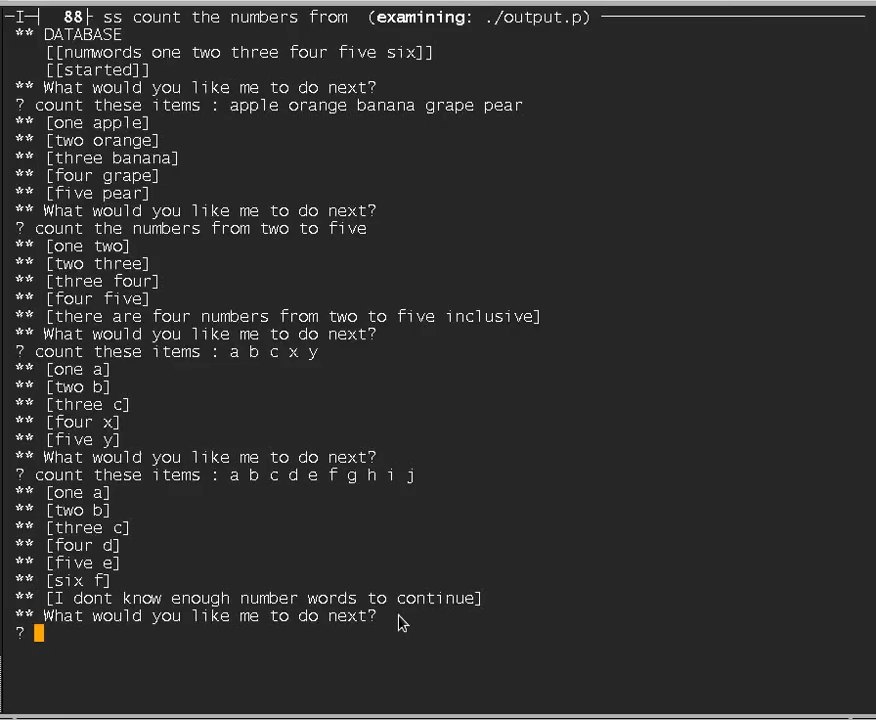 88 ss count the numbers from (examining: ./output.p)
** DATABASE
[[numwords one two three four five six]]
[[started]]
** What would you like me to do next?
? count these items : apple orange banana grape pear
** [one apple]
** [two orange]
** [three banana]
** [four grape]
** [five pear]
** What would you like me to do next?
? count the numbers from two to five
** [one two]
** [two three]
** [three four]
** [four five]
** [there are four numbers from two to five inclusive]
** What would you like me to do next?
? count these items : a b c x y
** [one a]
** [two b]
** [three c]
** [four x]
** [five y]
** What would you like me to do next?
? count these items : a b c d e f g h i j
** [one a]
** [two b]
** [three c]
** [four d]
** [five e]
** [six f]
** [I dont know enough number words to continue]
** What would you like me to do next?
?